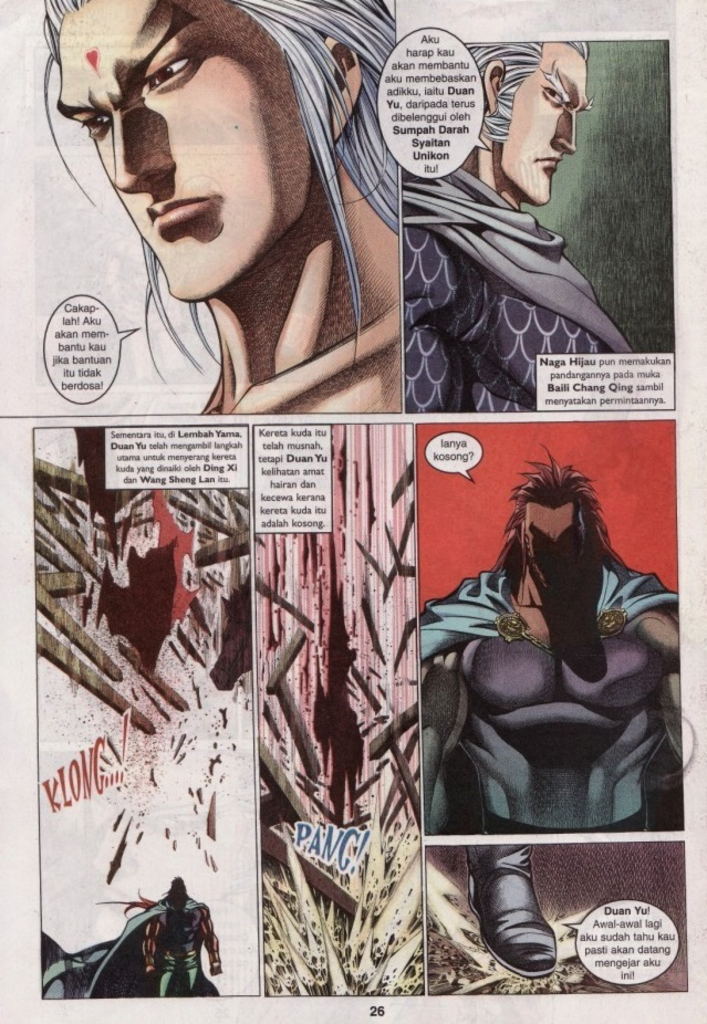 Aku
harap kau
akan membantu
aku membebaskan
adikku, iaitu Duan
Yu, daripada terus
dibelenggui oleh
Sumpah Darah
Syaitan
Unikon
itu!
Cakap-
lah! Aku
akan mem-
bantu kau
jika bantuan
itu tidak
berdosa!
Naga Hijau pun memakukan
pandangannya pada muka
Baili Chang Qing sambil
menyatakan permintaannya.
Sementara itu, di Lembah Yama,
Duan Yu telah mengambil langkah
utama untuk menyerang kereta
kuda yang dinaiki oleh Ding Xi
dan Wang Sheng Lan itu.
KLONG....!
Kereta kuda itu
telah musnah,
tetapi Duan Yu
kelihatan amat
hairan dan
kecewa kerana
kereta kuda itu
adalah kosong.
PANG!
Ianya
kosong?
Duan Yu!
Awal-awal lagi
aku sudah tahu kau
pasti akan datang
mengejar aku
ini!
26